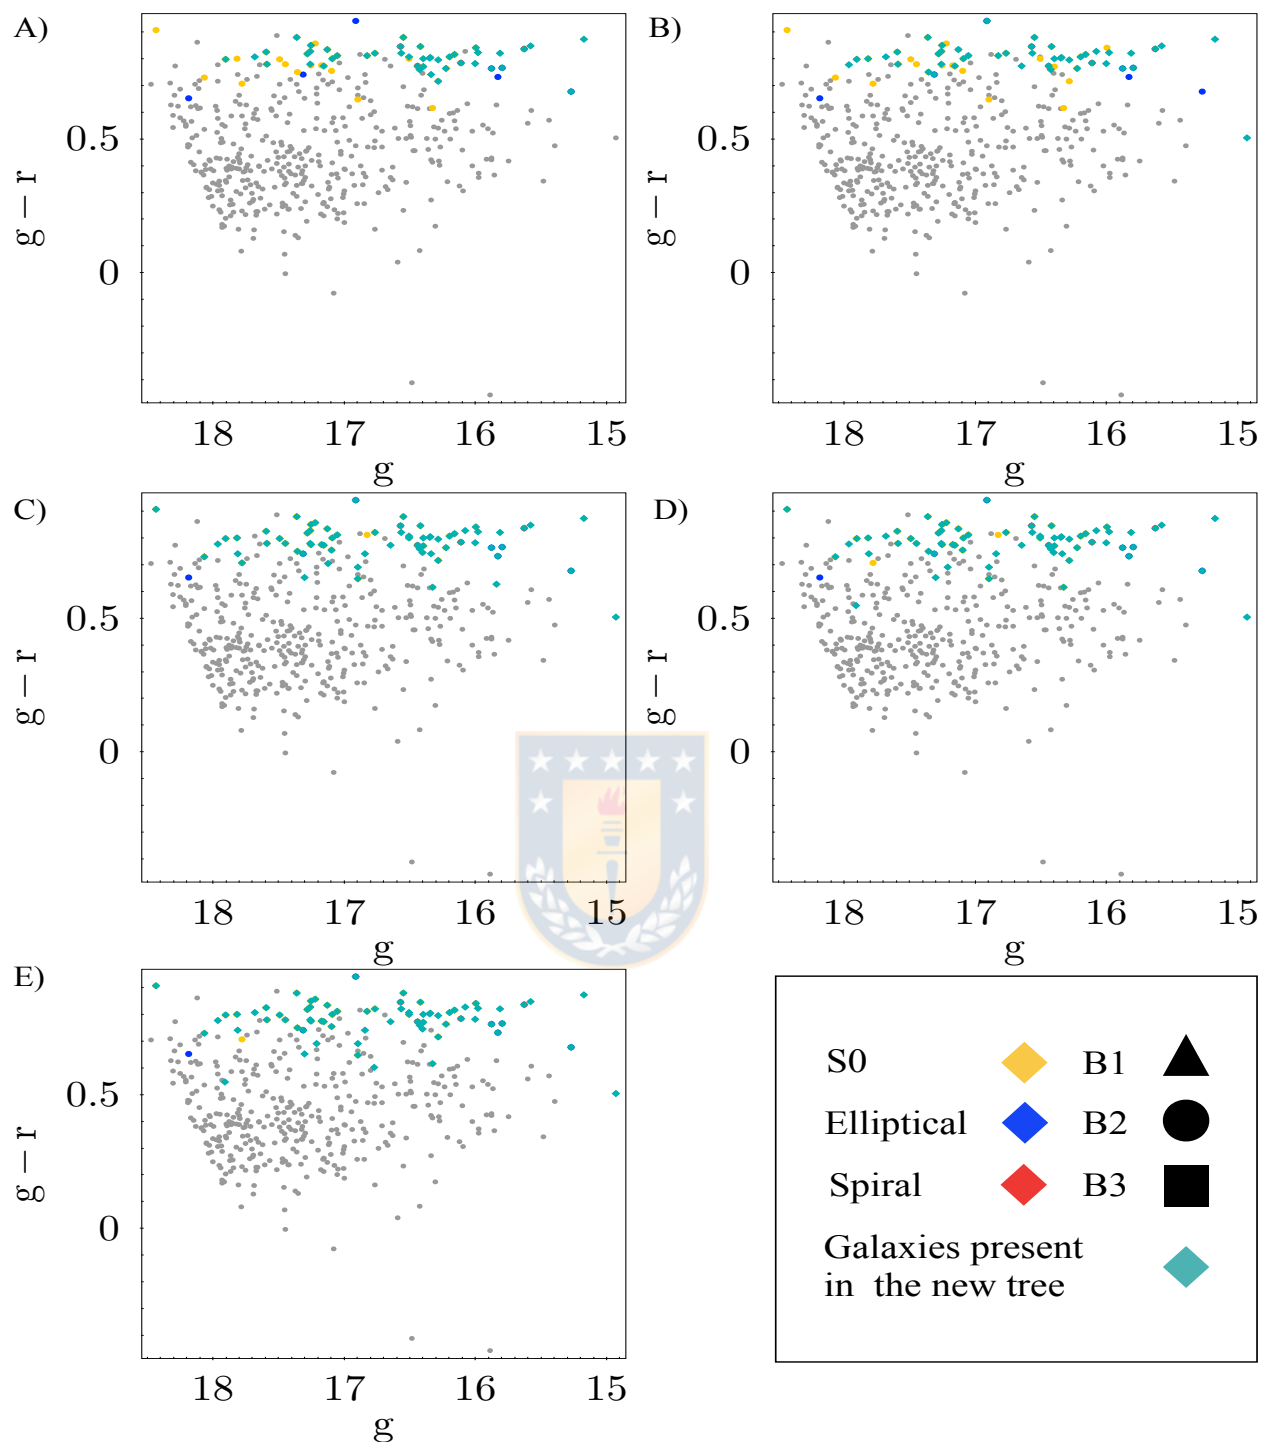 A)
B)
0.5
0
g − r
18 17 16 15
g
0.5
0
g − r
18 17 16 15
g
C)
D)
0.5
0
g − r
18 17 16 15
g
0.5
0
g − r
18 17 16 15
g
E)
0.5
0
g − r
18 17 16 15
g
S0
B1
Elliptical
B2
Spiral
B3
Galaxies present
in the new tree